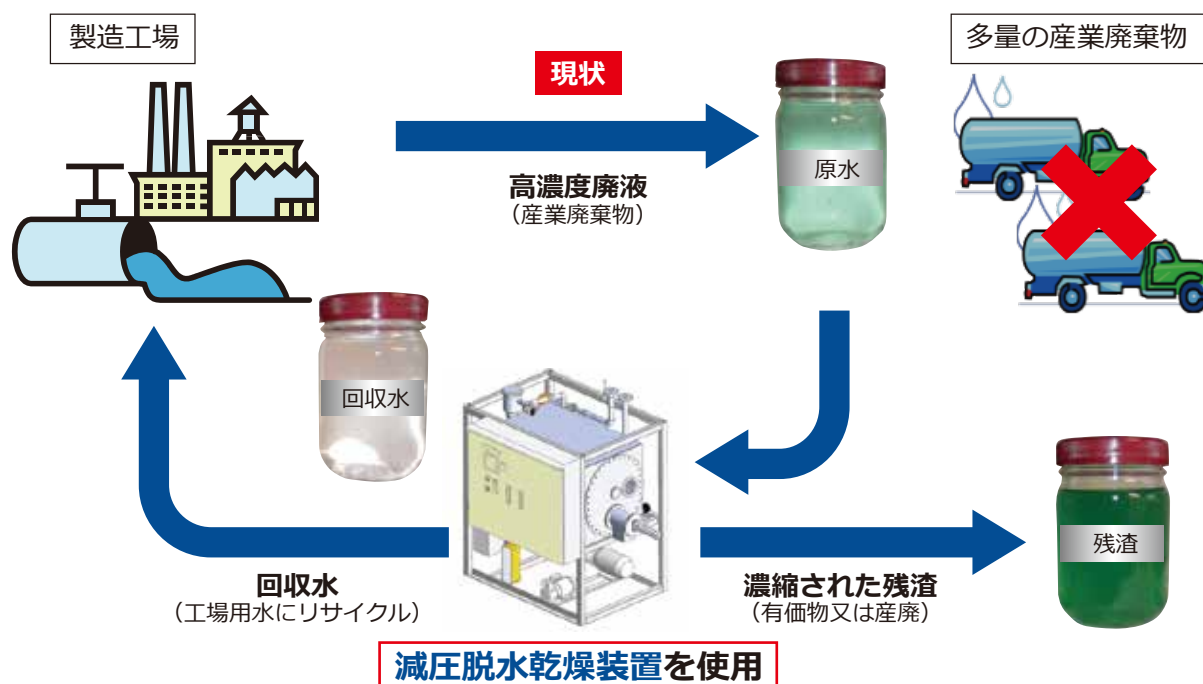 製造工場
現状
多量の産業廃棄物
高濃度廃液
（産業廃棄物）
原水
回収水
回収水
（工場用水にリサイクル）
濃縮された残渣
（有価物又は産廃）
残渣
減圧脱水乾燥装置を使用